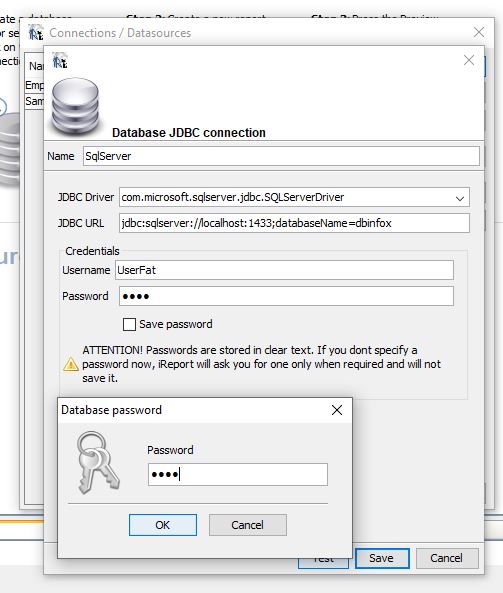 Connections / Datasources
Emp
Sam
Database JDBC connection
Name SqlServer
JDBC Driver com.microsoft.sqlserver.jdbc.SQLServerDriver
JDBC URL jdbc:sqlserver://localhost:1433;databaseName=dbinfox
Credentials
Username UserFat
Password ••••
Save password
ATTENTION! Passwords are stored in clear text. If you dont specify a
password now, iReport will ask you for one only when required and will not
save it.
Database password
Password
••••
OK Cancel
Test Save Cancel